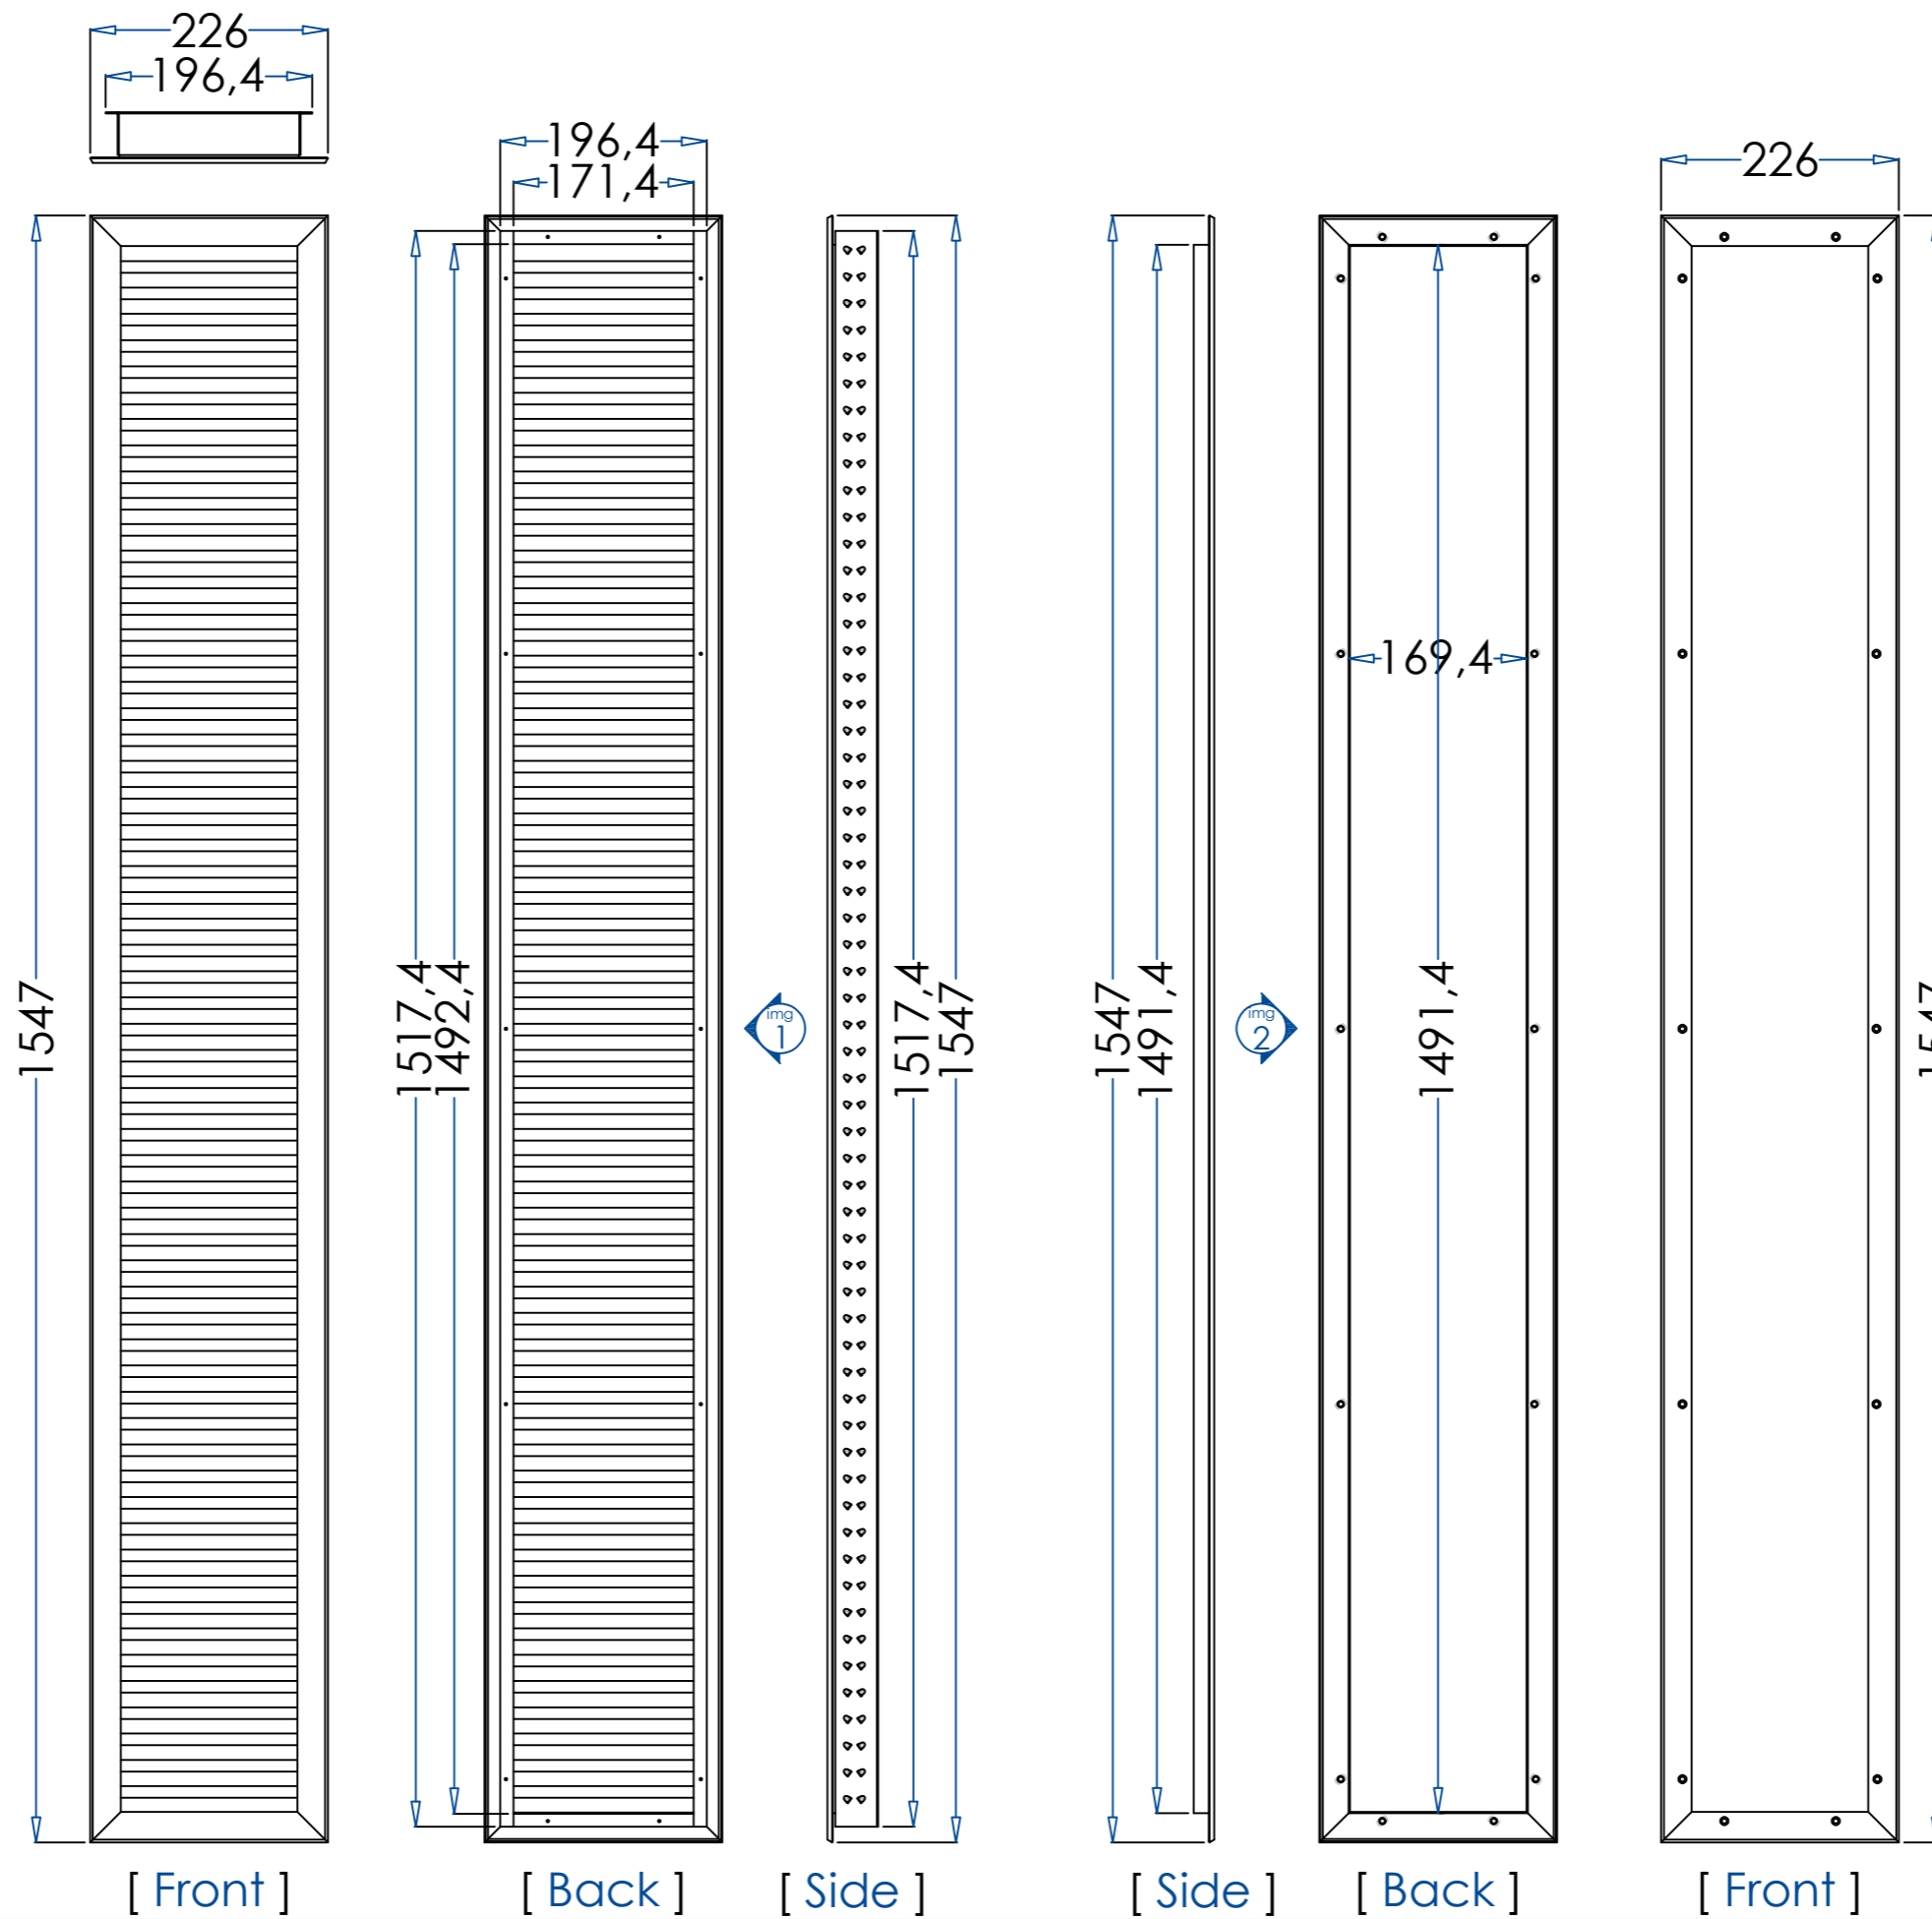 226
196,4
196,4
171,4
226
169,4
1547
1517,4
1492,4
img
1
1517,4
1547
1547
1491,4
img
2
1491,4
1547
[ Front ]
[ Back ]
[ Side ]
[ Side ]
[ Back ]
[ Front ]